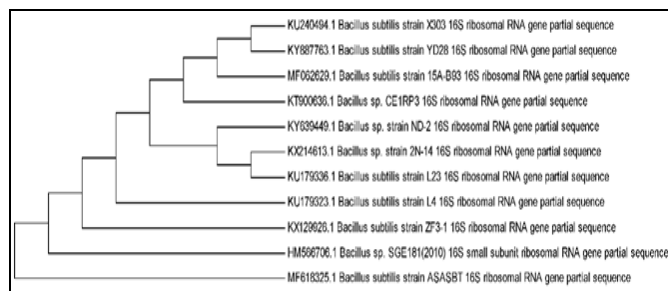 KU240494.1 Bacillus subtilis strain X303 16S ribosomal RNA gene partial sequence
KY887763.1 Bacillus subtilis strain YD28 16S ribosomal RNA gene partial sequence
MF062629.1 Bacillus subtilis strain 15A-B93 16S ribosomal RNA gene partial sequence
KT900636.1 Bacillus sp. CE1RP3 16S ribosomal RNA gene partial sequence
KY639449.1 Bacillus sp. strain ND-2 16S ribosomal RNA gene partial sequence
KX214613.1 Bacillus sp. strain 2N-14 16S ribosomal RNA gene partial sequence
KU179336.1 Bacillus subtilis strain L23 16S ribosomal RNA gene partial sequence
KU179323.1 Bacillus subtilis strain L4 16S ribosomal RNA gene partial sequence
KX129926.1 Bacillus subtilis strain ZF3-1 16S ribosomal RNA gene partial sequence
HM566706.1 Bacillus sp. SGE181(2010) 16S small subunit ribosomal RNA gene partial sequence
MF618325.1 Bacillus subtilis strain ASASBT 16S ribosomal RNA gene partial sequence